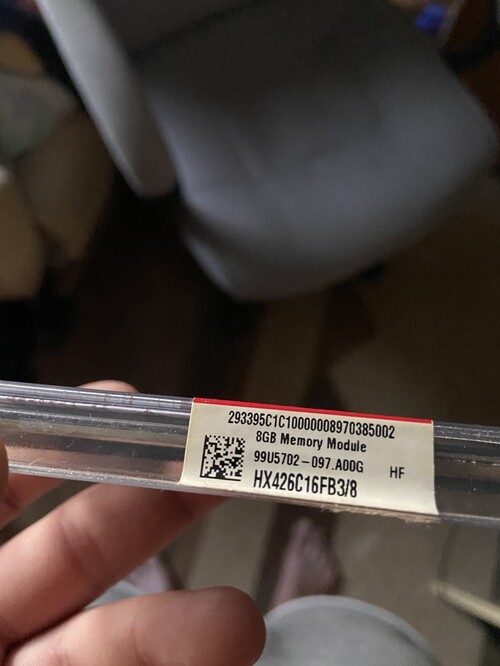 293395C1C10000008970385002
8GB Memory Module
99U5702-097.A00G
HF
HX426C16FB3/8